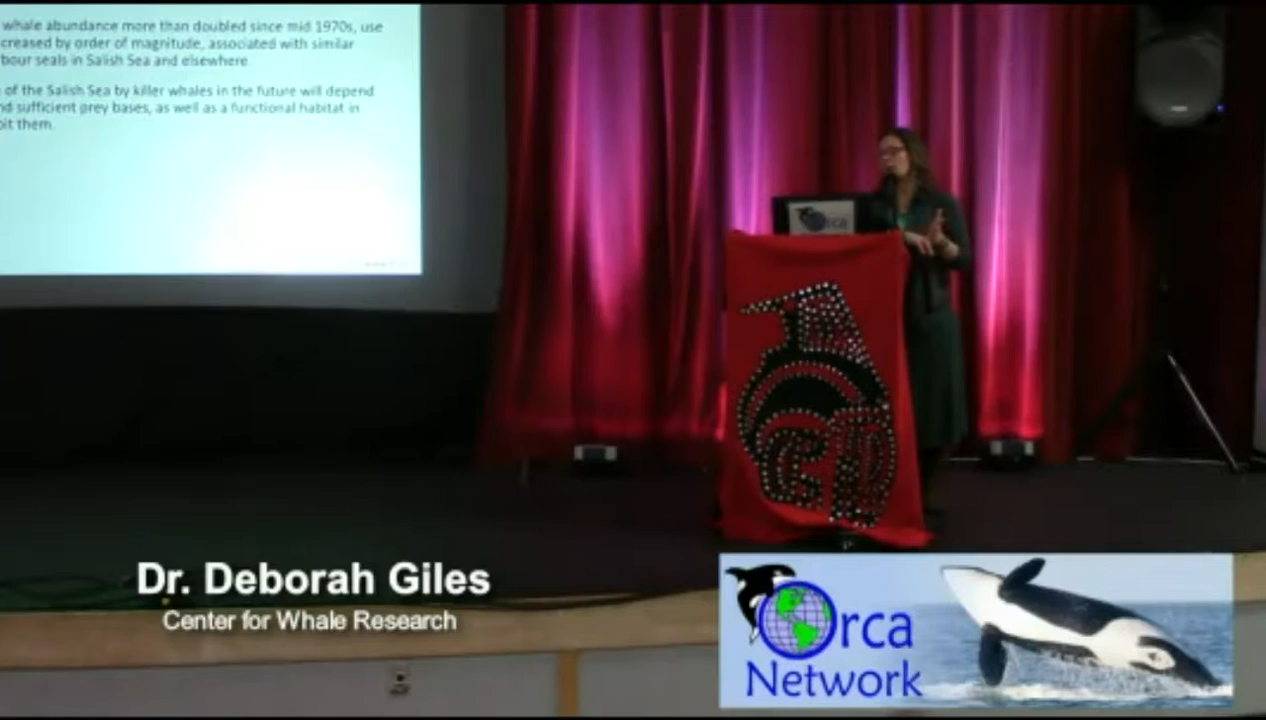 whale abundance more than doubled since mid 1970s, use
creased by order of magnitude, associated with similar
bour seals in Salish Sea and elsewhere
of the Salish Sea by killer whales in the future will depend
nd sufficient prey bases, as well as a functional habitat in
them.
Orca
Dr. Deborah Giles
Center for Whale Research
Orca
Network